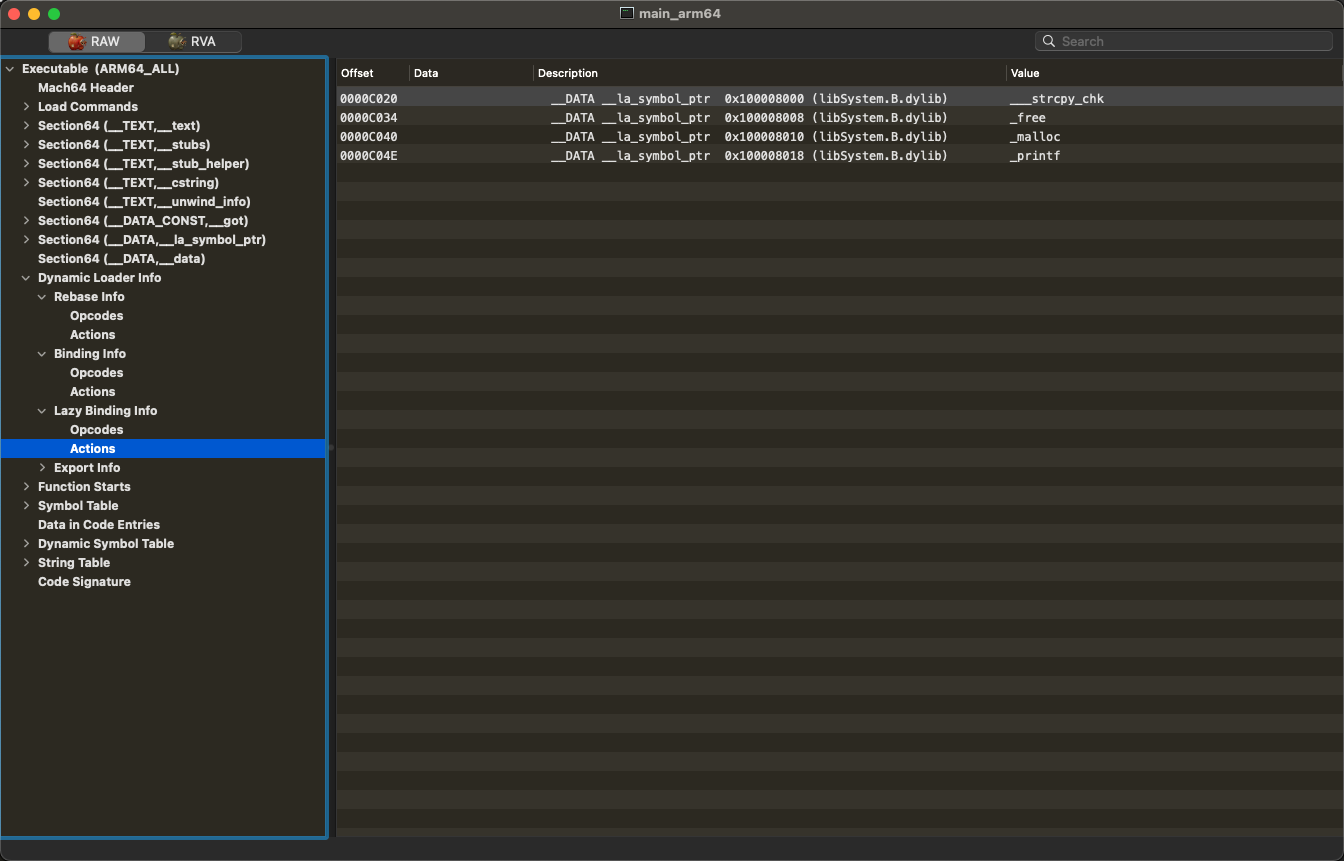 main_arm64
RAW RVA Search
Executable (ARM64_ALL)
Mach64 Header
Load Commands
Section64 (__TEXT,__text)
Section64 (__TEXT,__stubs)
Section64 (__TEXT,__stub_helper)
Section64 (__TEXT,__cstring)
Section64 (__TEXT,__unwind_info)
Section64 (__DATA_CONST,__got)
Section64 (__DATA,__la_symbol_ptr)
Section64 (__DATA,__data)
Dynamic Loader Info
Rebase Info
Opcodes
Actions
Binding Info
Opcodes
Actions
Lazy Binding Info
Opcodes
Actions
Export Info
Function Starts
Symbol Table
Data in Code Entries
Dynamic Symbol Table
String Table
Code Signature
Offset Data Description Value
0000C020 __DATA __la_symbol_ptr 0x100008000 (libSystem.B.dylib) ___strcpy_chk
0000C034 __DATA __la_symbol_ptr 0x100008008 (libSystem.B.dylib) _free
0000C040 __DATA __la_symbol_ptr 0x100008010 (libSystem.B.dylib) _malloc
0000C04E __DATA __la_symbol_ptr 0x100008018 (libSystem.B.dylib) _printf